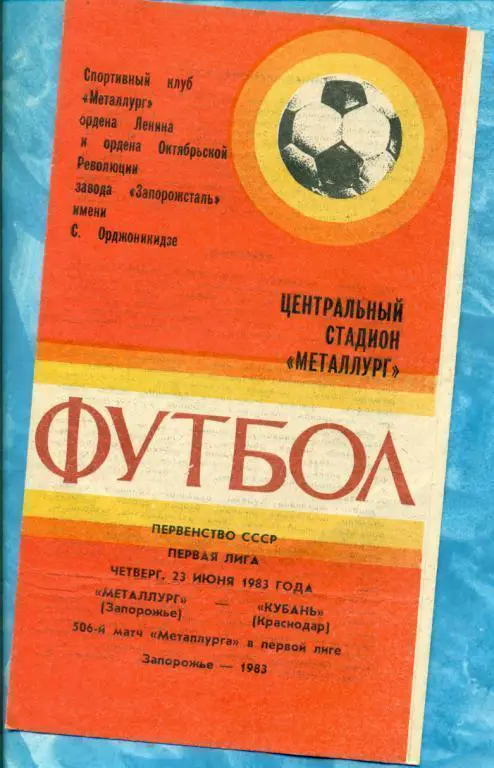 Спортивный клуб
«Металлург»
ордена Ленина
и ордена Октябрьской
Революции
завода «Запорожсталь»
имени
С. Орджоникидзе
ЦЕНТРАЛЬНЫЙ
СТАДИОН
«МЕТАЛЛУРГ»
ФУТБОЛ
ПЕРВЕНСТВО СССР
ПЕРВАЯ ЛИГА
ЧЕТВЕРГ, 23 ИЮНЯ 1983 ГОДА
«МЕТАЛЛУРГ» — «КУБАНЬ»
(Запорожье) (Краснодар)
506-й матч «Металлурга» в первой лиге
Запорожье — 1983